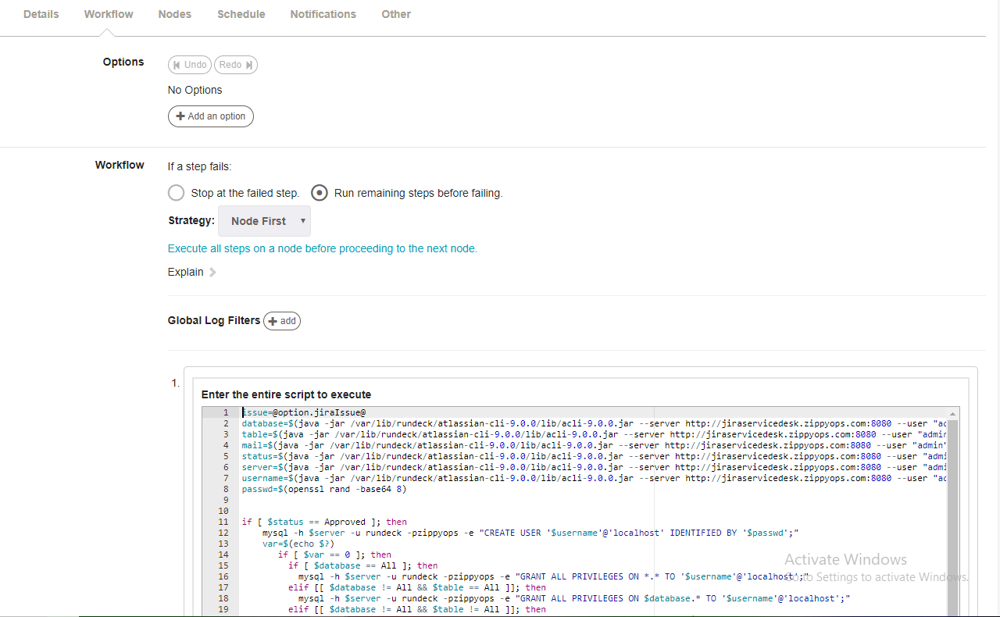 Details Workflow Nodes Schedule Notifications Other
Options
Undo Redo
No Options
Add an option
Workflow If a step fails:
Stop at the failed step. Run remaining steps before failing.
Strategy: Node First
Execute all steps on a node before proceeding to the next node.
Explain
Global Log Filters add
1.
Enter the entire script to execute
1 issue=@option.jiraIssue@
2 database=$(java -jar /var/lib/rundeck/atlassian-cli-9.0.0/lib/acli-9.0.0.jar --server http://jiraservicedesk.zippyops.com:8080 --user "ad
3 table=$(java -jar /var/lib/rundeck/atlassian-cli-9.0.0/lib/acli-9.0.0.jar --server http://jiraservicedesk.zippyops.com:8080 --user "admin
4 mail=$(java -jar /var/lib/rundeck/atlassian-cli-9.0.0/lib/acli-9.0.0.jar --server http://jiraservicedesk.zippyops.com:8080 --user "admin"
5 status=$(java -jar /var/lib/rundeck/atlassian-cli-9.0.0/lib/acli-9.0.0.jar --server http://jiraservicedesk.zippyops.com:8080 --user "admi
6 server=$(java -jar /var/lib/rundeck/atlassian-cli-9.0.0/lib/acli-9.0.0.jar --server http://jiraservicedesk.zippyops.com:8080 --user "admi
7 username=$(java -jar /var/lib/rundeck/atlassian-cli-9.0.0/lib/acli-9.0.0.jar --server http://jiraservicedesk.zippyops.com:8080 --user "ad
8 passwd=$(openssl rand -base64 8)
9
10
11 if [ $status == Approved ]; then
12 mysql -h $server -u rundeck -pzippyops -e "CREATE USER '$username'@'localhost' IDENTIFIED BY '$passwd';"
13 var=$(echo $?)
14 if [ $var == 0 ]; then
15 if [ $database == All ]; then
16 mysql -h $server -u rundeck -pzippyops -e "GRANT ALL PRIVILEGES ON *.* TO '$username'@'localhost';"
17 elif [[ $database != All && $table == All ]]; then
18 mysql -h $server -u rundeck -pzippyops -e "GRANT ALL PRIVILEGES ON $database.* TO '$username'@'localhost';"
19 elif [[ $database != All && $table != All ]]; then
Activate Windows
Go to Settings to activate Windows.